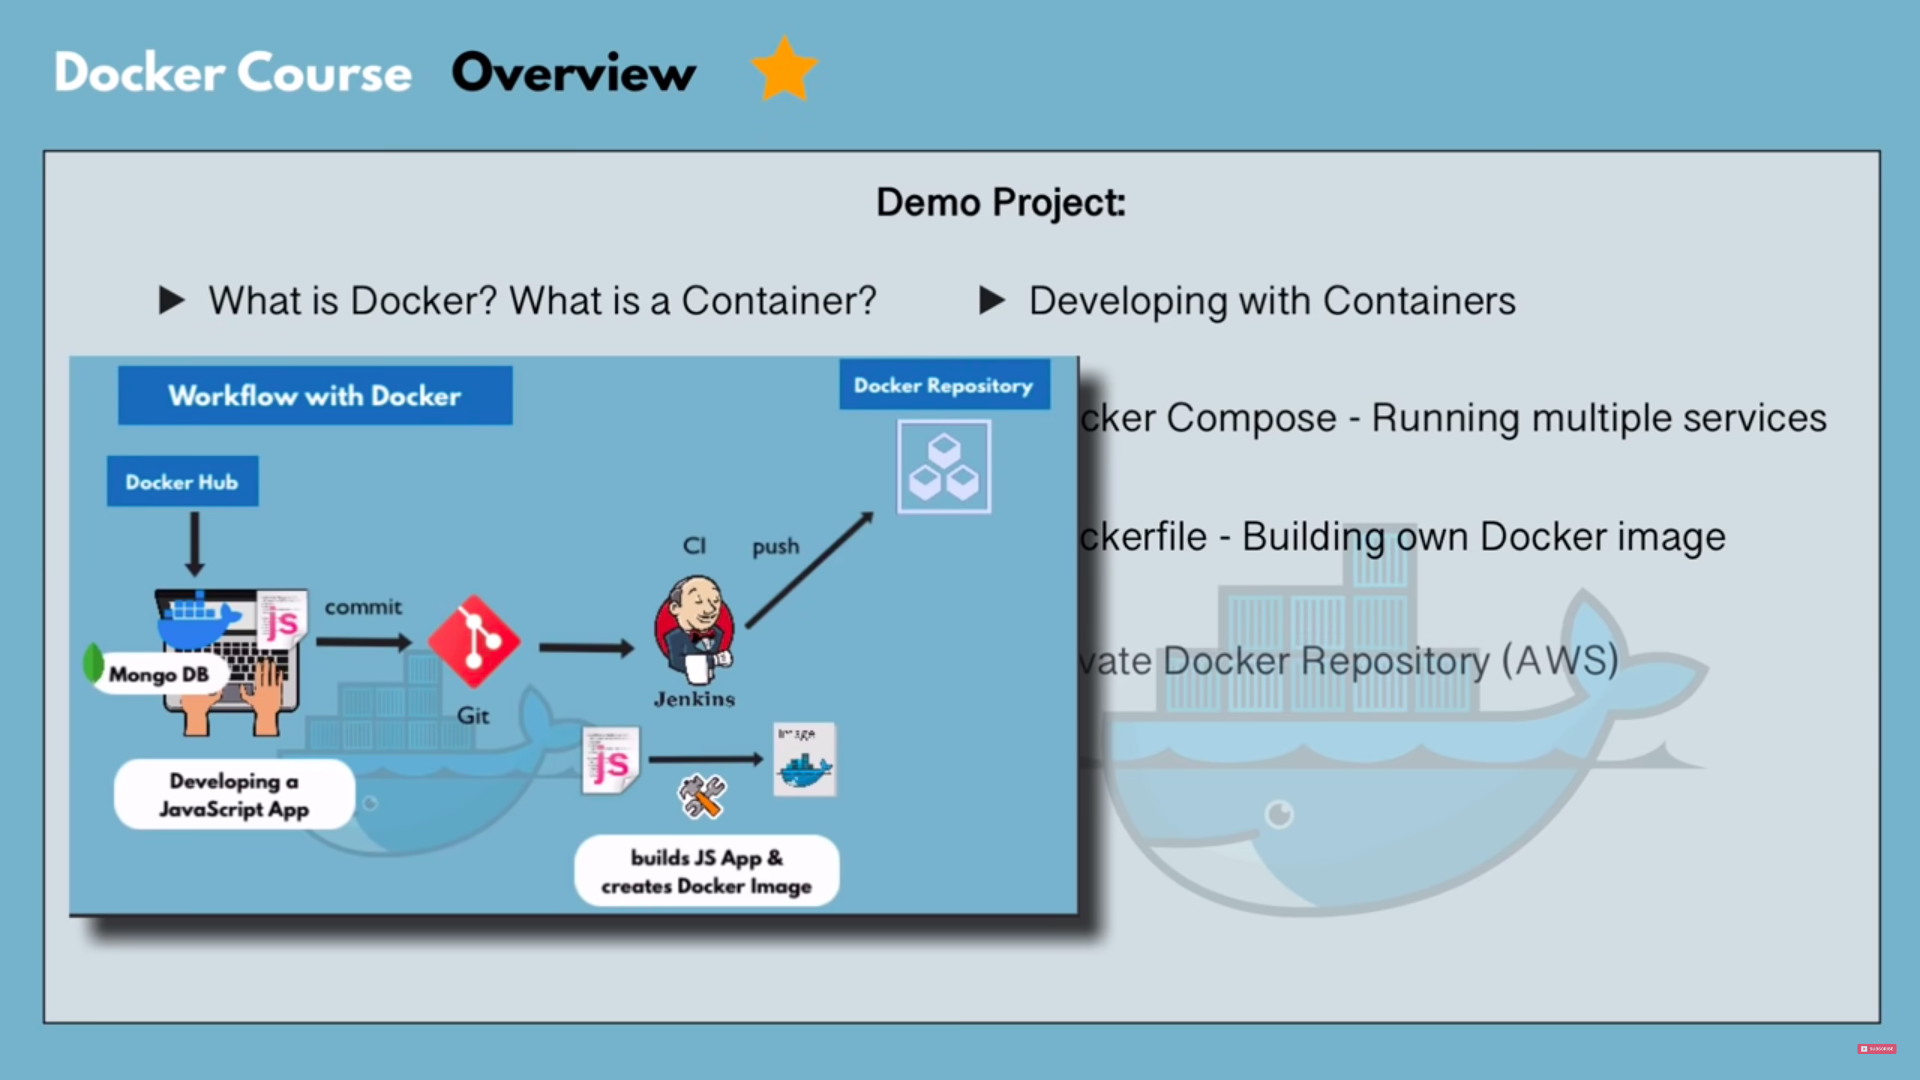 Docker Course Overview
Demo Project:
What is Docker? What is a Container?
Developing with Containers
cker Compose - Running multiple services
ckerfile - Building own Docker image
vate Docker Repository (AWS)
Workflow with Docker
Docker Repository
Docker Hub
commit
CI
push
js
Mongo DB
Git
Jenkins
Developing a
JavaScript App
js
Image
builds JS App &
creates Docker Image
SUBSCRIBE